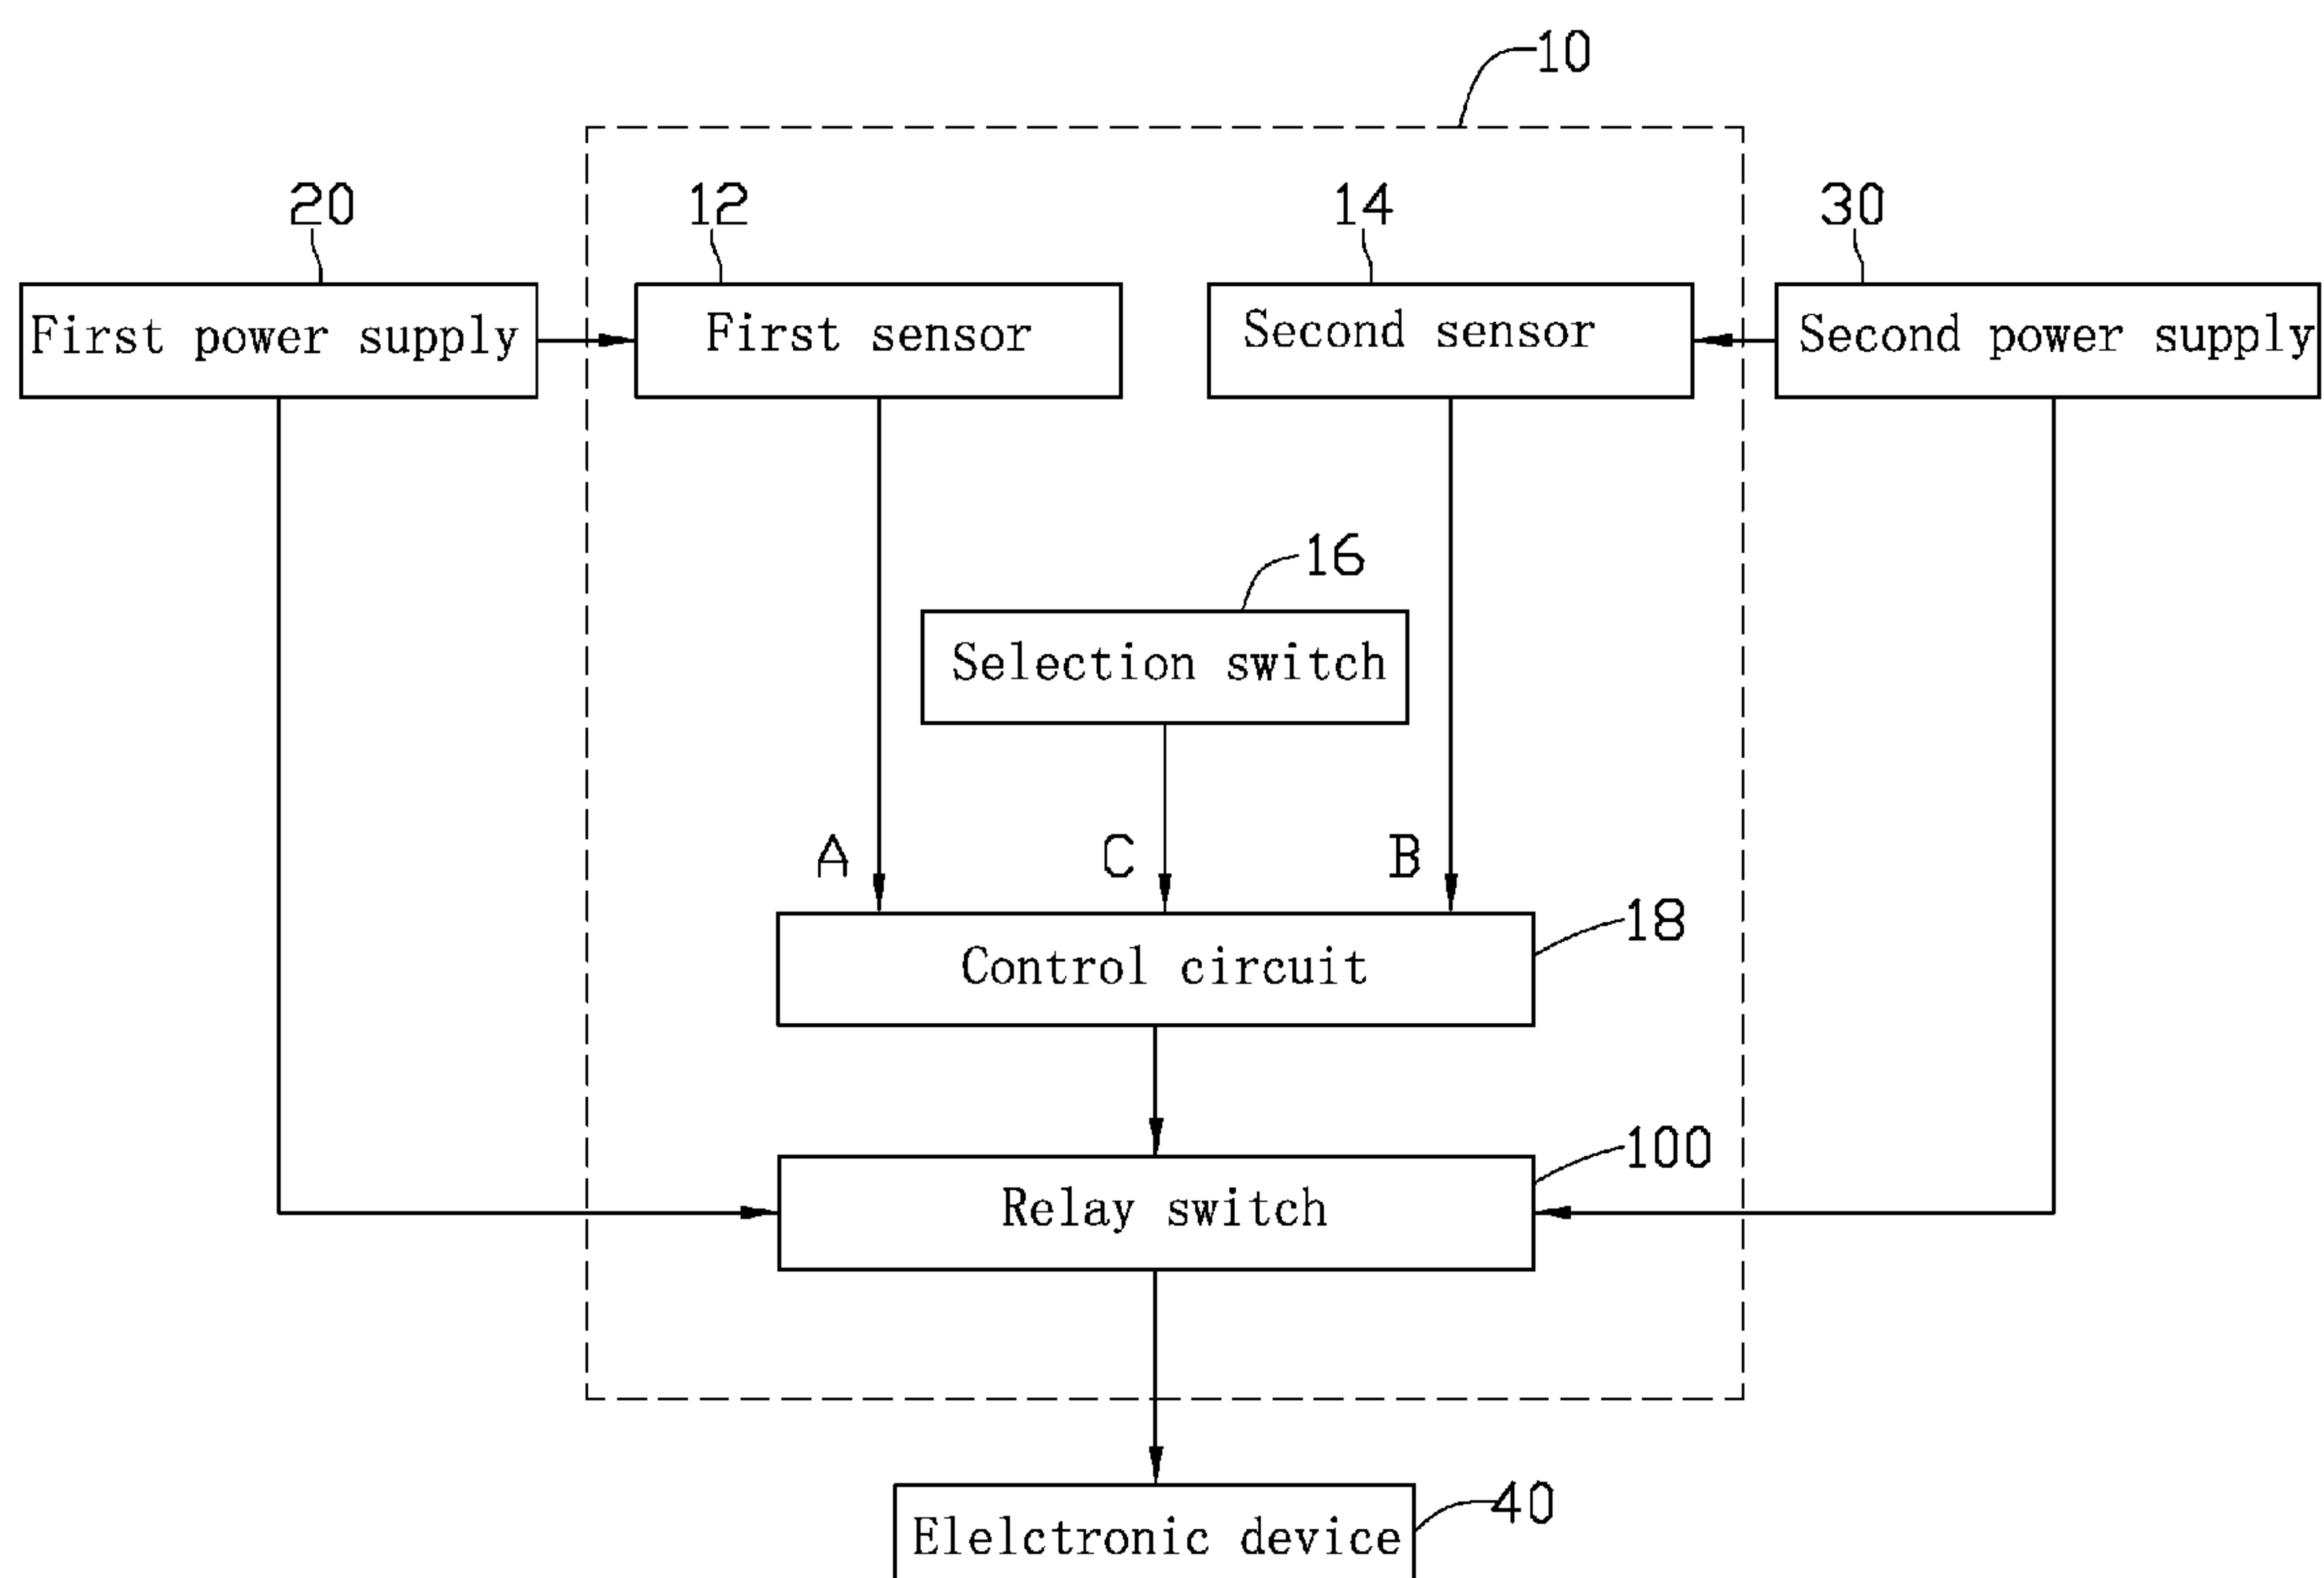 10
20
12
14
30
First power supply
First sensor
Second sensor
Second power supply
16
Selection switch
A
C
B
Control circuit
18
Relay switch
100
Elelctronic device
40